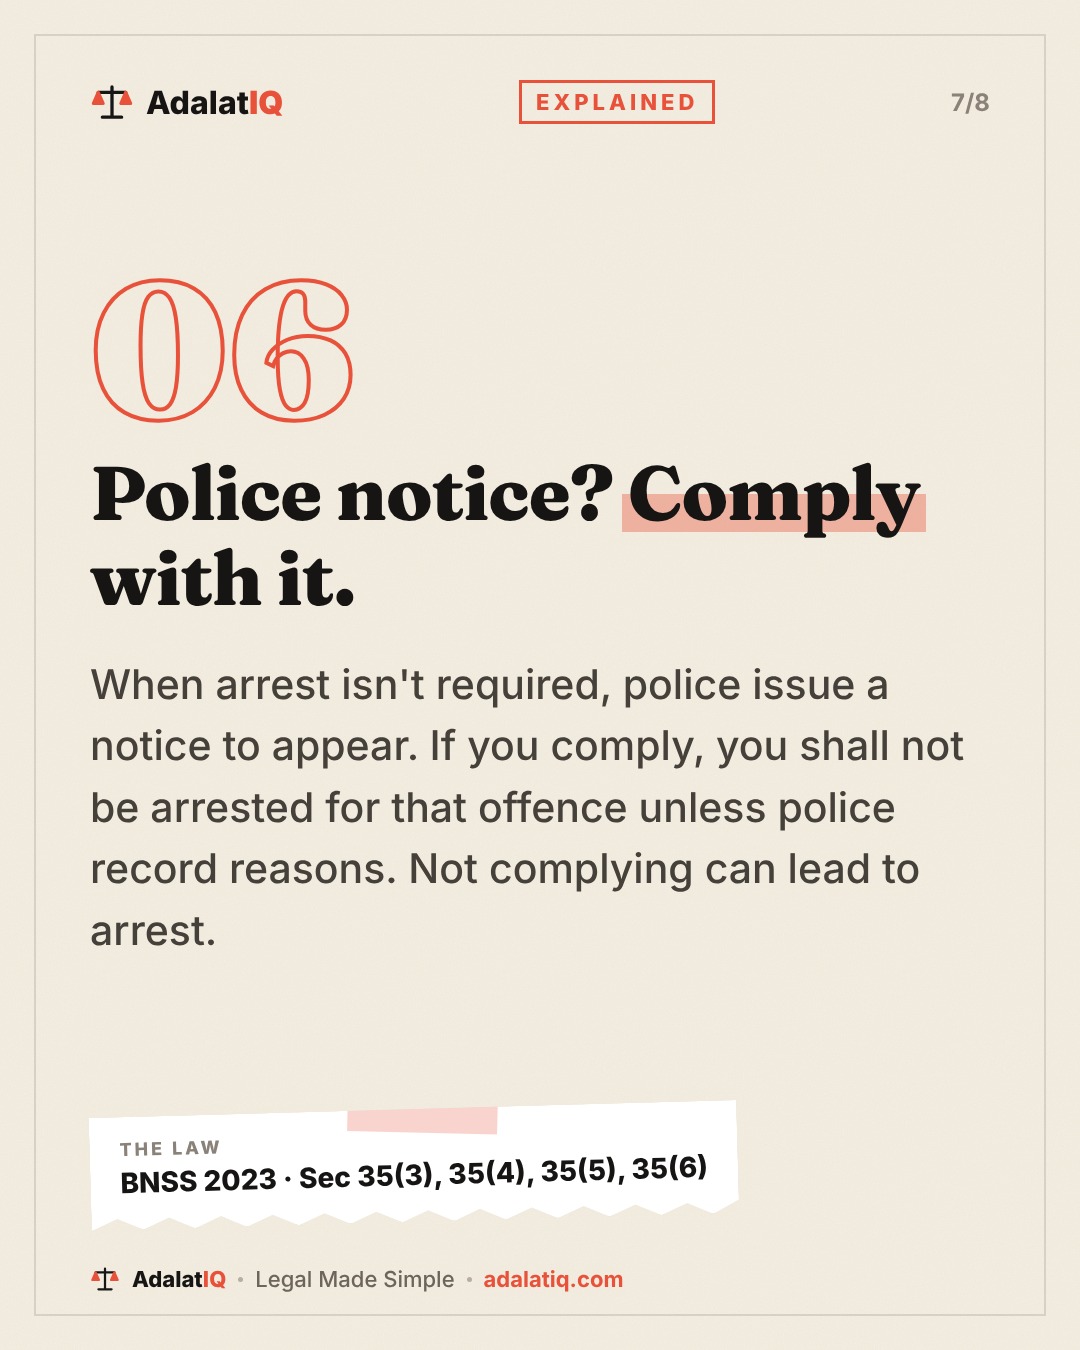 AdalatIQ
EXPLAINED
7/8
06
Police notice? Comply
with it.
When arrest isn't required, police issue a
notice to appear. If you comply, you shall not
be arrested for that offence unless police
record reasons. Not complying can lead to
arrest.
THE LAW
BNSS 2023 · Sec 35(3), 35(4), 35(5), 35(6)
AdalatIQ • Legal Made Simple • adalatiq.com